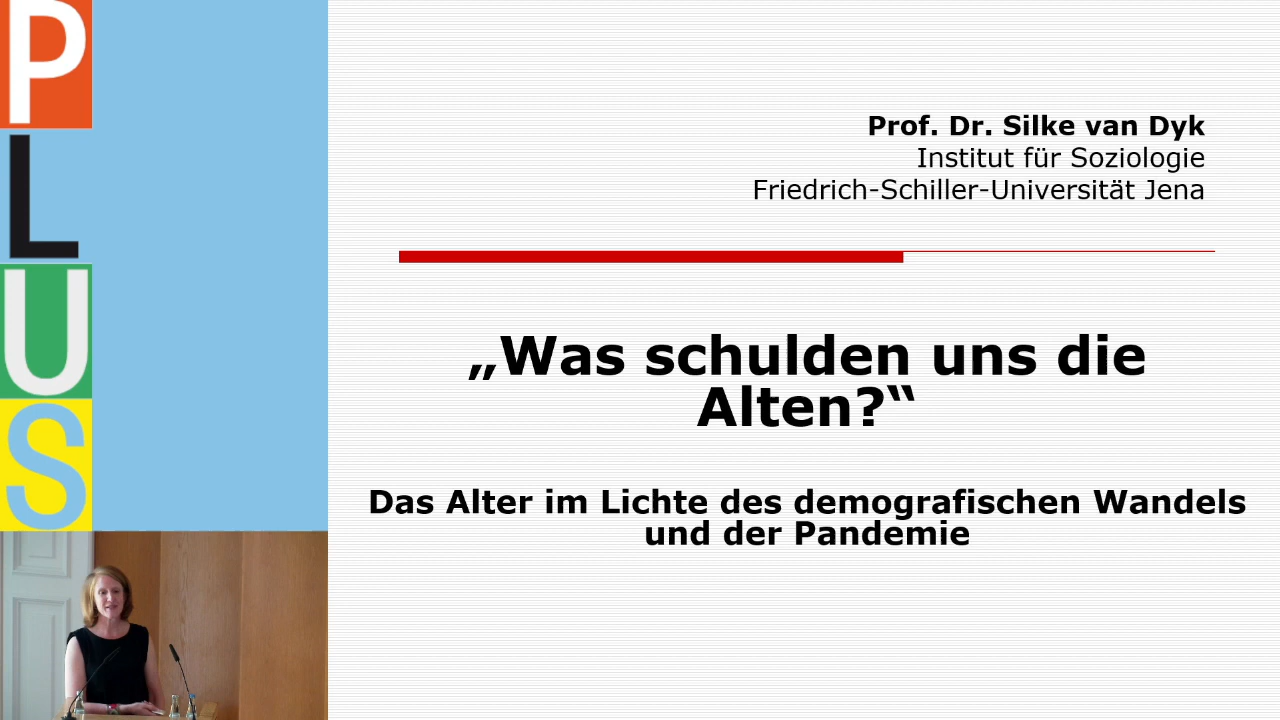 PLUS
Prof. Dr. Silke van Dyk
Institut für Soziologie
Friedrich-Schiller-Universität Jena
„Was schulden uns die
Alten?“
Das Alter im Lichte des demografischen Wandels
und der Pandemie